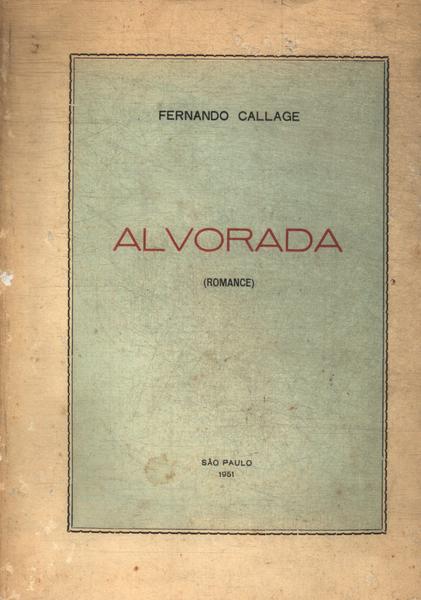 FERNANDO CALLAGE
ALVORADA
(ROMANCE)
SÃO PAULO
1951